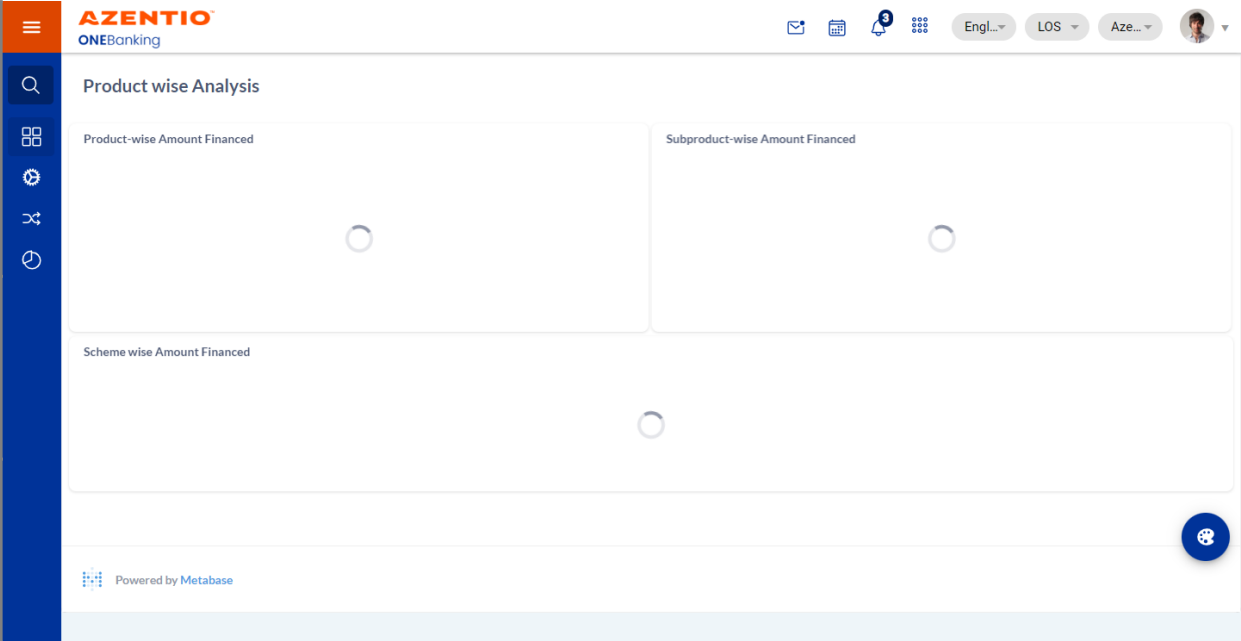 AZENTIO™
ONEBanking
3
Engl...
LOS
Aze...
Product wise Analysis
Product-wise Amount Financed
Subproduct-wise Amount Financed
Scheme wise Amount Financed
Powered by Metabase